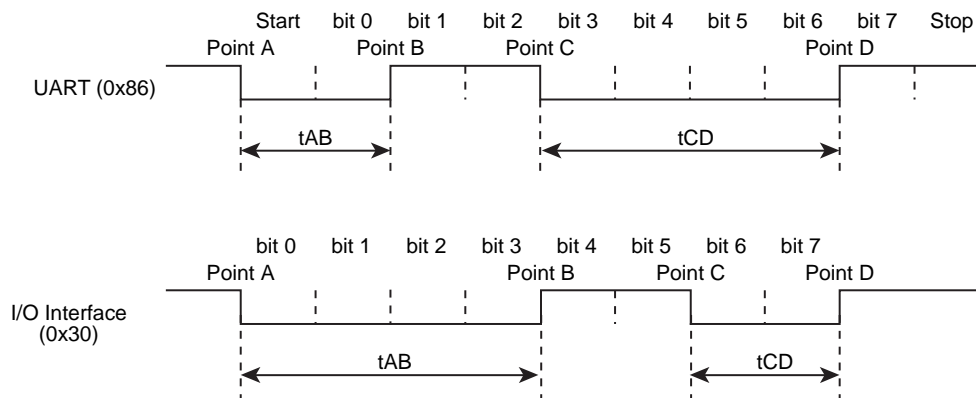 Start bit 0 bit 1 bit 2 bit 3 bit 4 bit 5 bit 6 bit 7 Stop
Point A Point B Point C Point D
UART (0x86)
tAB tCD
bit 0 bit 1 bit 2 bit 3 bit 4 bit 5 bit 6 bit 7
Point A Point B Point C Point D
I/O Interface
(0x30)
tAB tCD